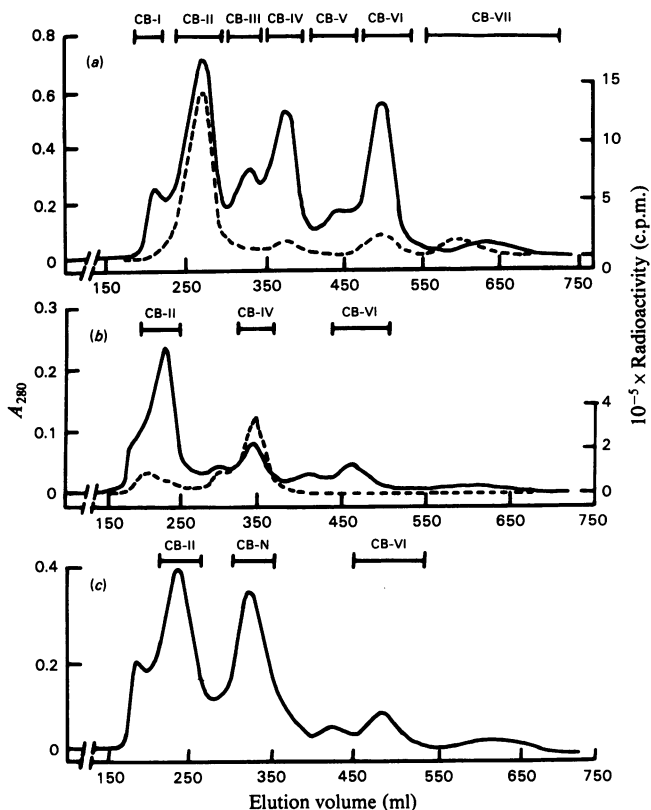 CB-I CB-II CB-III CB-IV CB-V CB-VI CB-VII
0.8
(a)
0.6
0.4
0.2
0
15
10
5
0
150 250 350 450 550 650 750
CB-II CB-IV CB-VI
0.3
(b)
0.2
0.1
0
4
2
0
150 250 350 450 550 650 750
CB-II CB-N CB-VI
0.4
(c)
0.2
0
150 250 350 450 550 650 750
A280
10⁻⁵ × Radioactivity (c.p.m.)
Elution volume (ml)